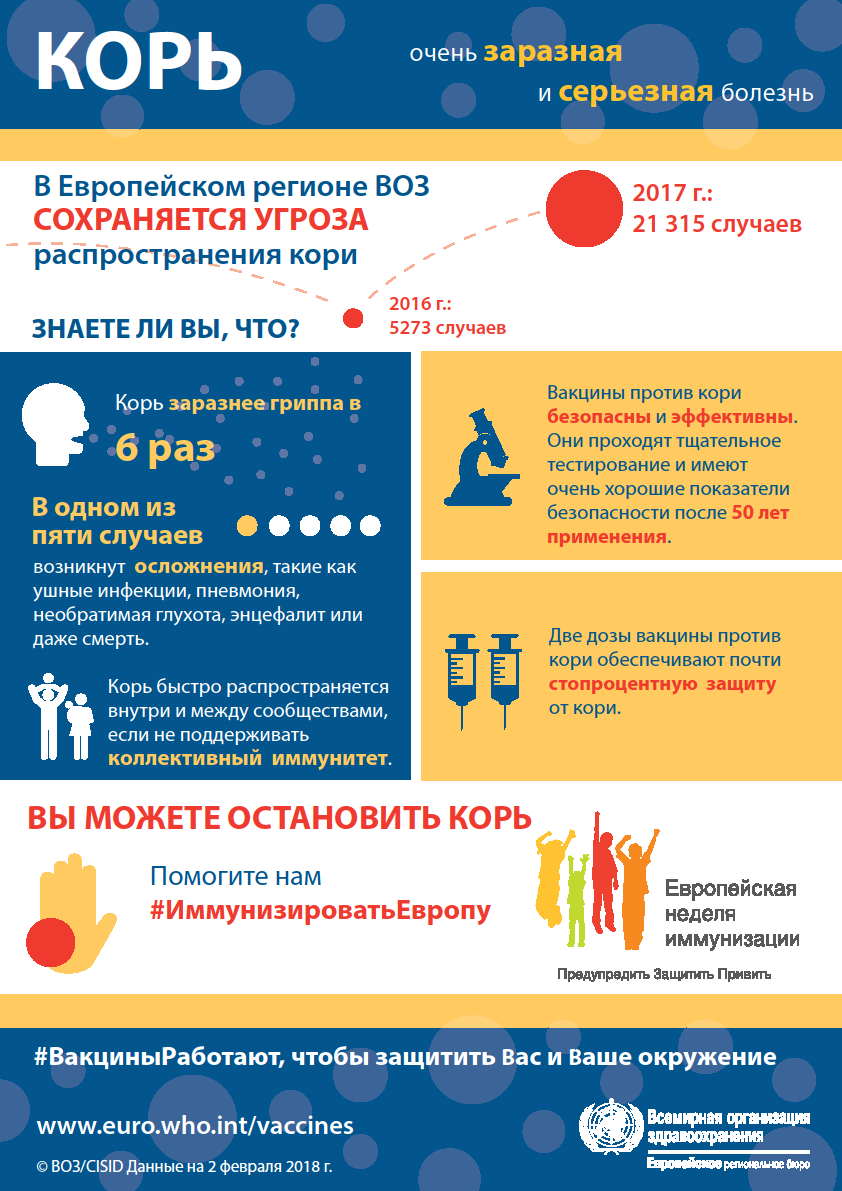 КОРЬ
очень заразная
и серьезная болезнь
В Европейском регионе ВОЗ
СОХРАНЯЕТСЯ УГРОЗА
распространения кори
2017 г.:
21 315 случаев
2016 г.:
5273 случаев
ЗНАЕТЕ ЛИ ВЫ, ЧТО?
Корь заразнее гриппа в
6 раз
В одном из
пяти случаев
возникнут осложнения, такие как
ушные инфекции, пневмония,
необратимая глухота, энцефалит или
даже смерть.
Корь быстро распространяется
внутри и между сообществами,
если не поддерживать
коллективный иммунитет.
Вакцины против кори
безопасны и эффективны.
Они проходят тщательное
тестирование и имеют
очень хорошие показатели
безопасности после 50 лет
применения.
Две дозы вакцины против
кори обеспечивают почти
стопроцентную защиту
от кори.
ВЫ МОЖЕТЕ ОСТАНОВИТЬ КОРЬ
Помогите нам
#ИммунизироватьЕвропу
Европейская
неделя
иммунизации
Предупредить Защитить Привить
#ВакциныРаботают, чтобы защитить Вас и Ваше окружение
www.euro.who.int/vaccines
Всемирная организация
здравоохранения
Европейское региональное бюро
© ВОЗ/CISID Данные на 2 февраля 2018 г.